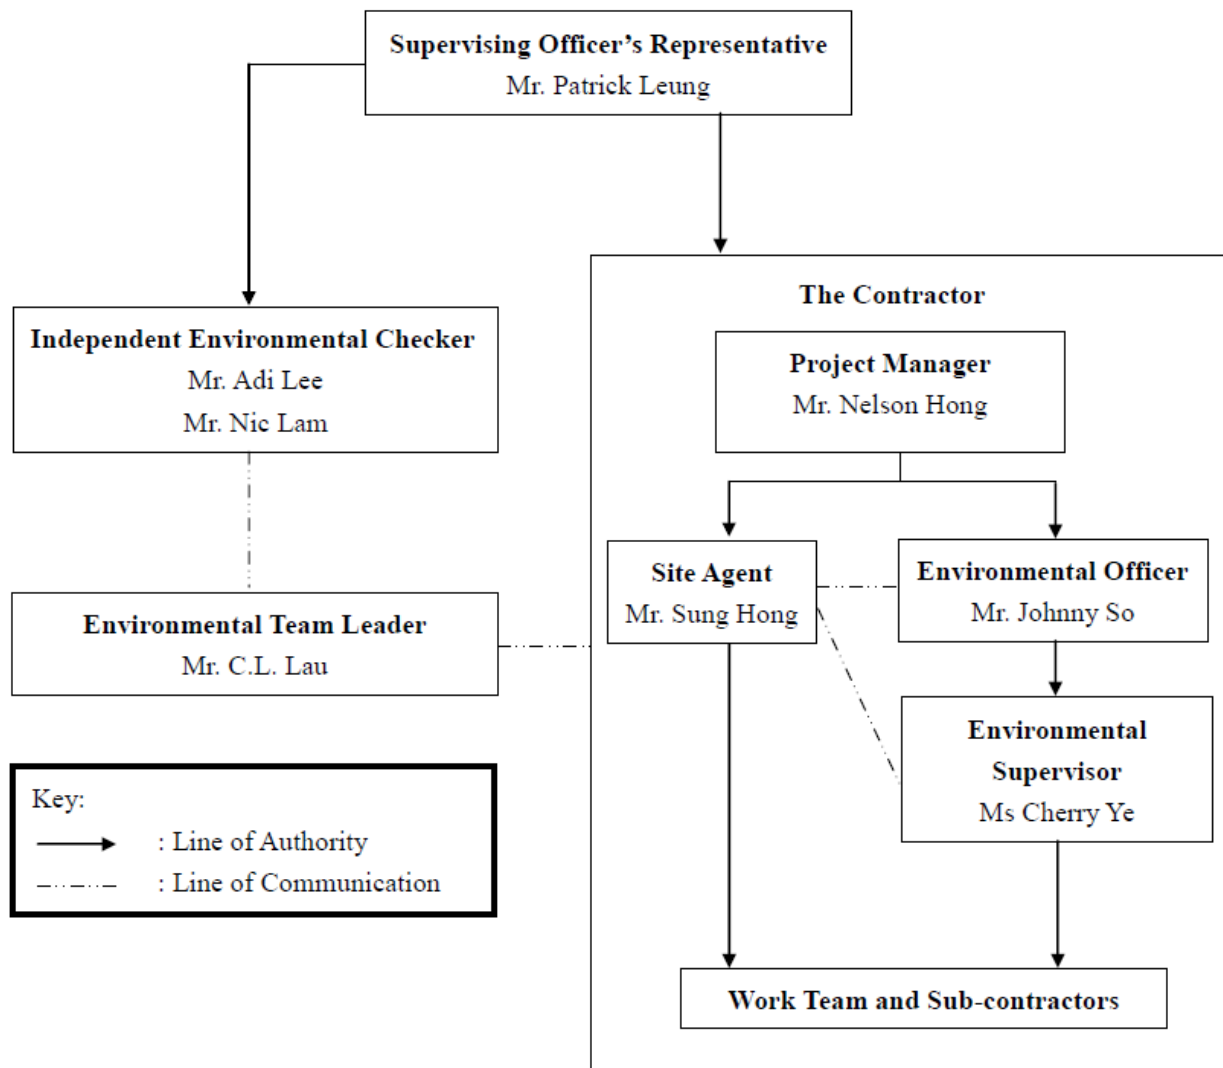 Supervising Officer’s Representative
Mr. Patrick Leung
The Contractor
Independent Environmental Checker
Mr. Adi Lee
Mr. Nic Lam
Project Manager
Mr. Nelson Hong
Site Agent
Mr. Sung Hong
Environmental Officer
Mr. Johnny So
Environmental Team Leader
Mr. C.L. Lau
Environmental
Supervisor
Ms Cherry Ye
Key:
: Line of Authority
: Line of Communication
Work Team and Sub-contractors